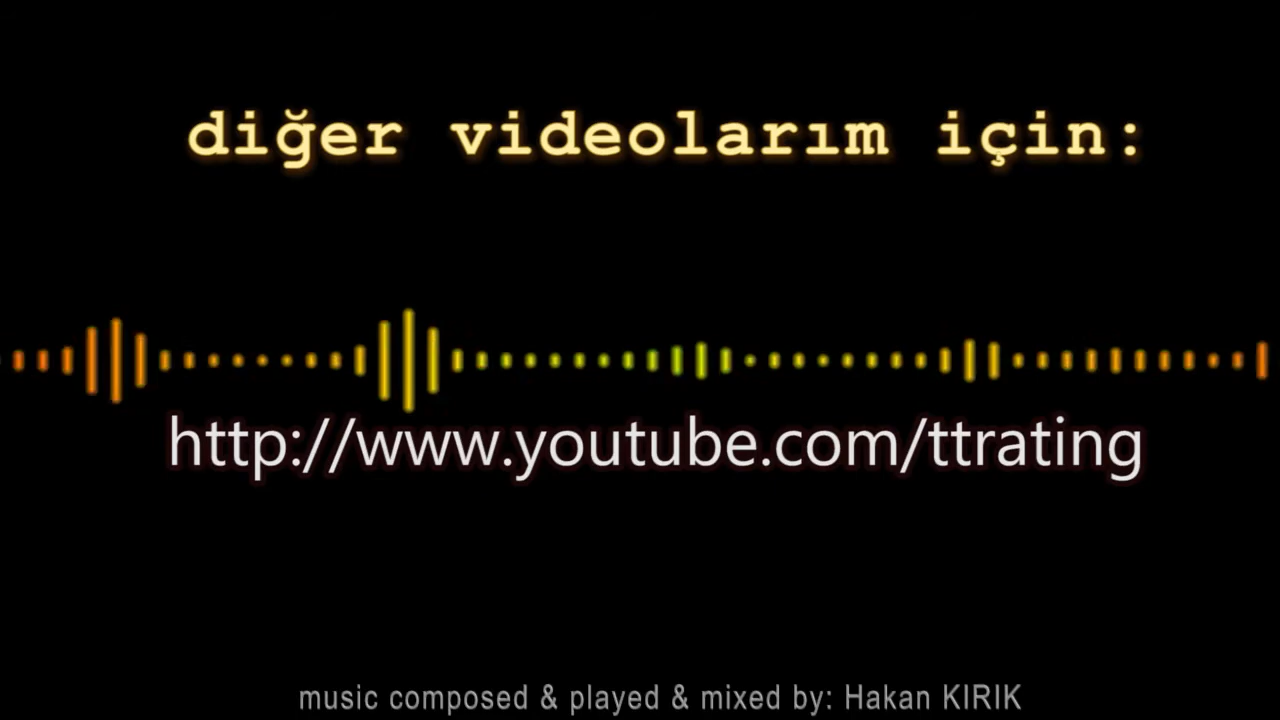 diğer videolarım için:
http://www.youtube.com/ttrating
music composed & played & mixed by: Hakan KIRIK